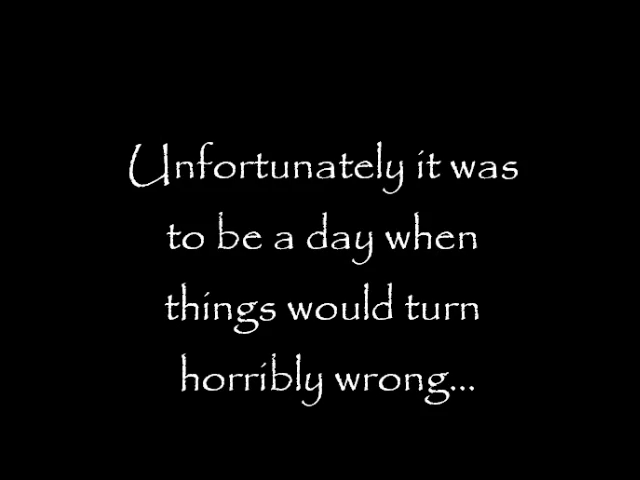 Unfortunately it was
to be a day when
things would turn
horribly wrong...